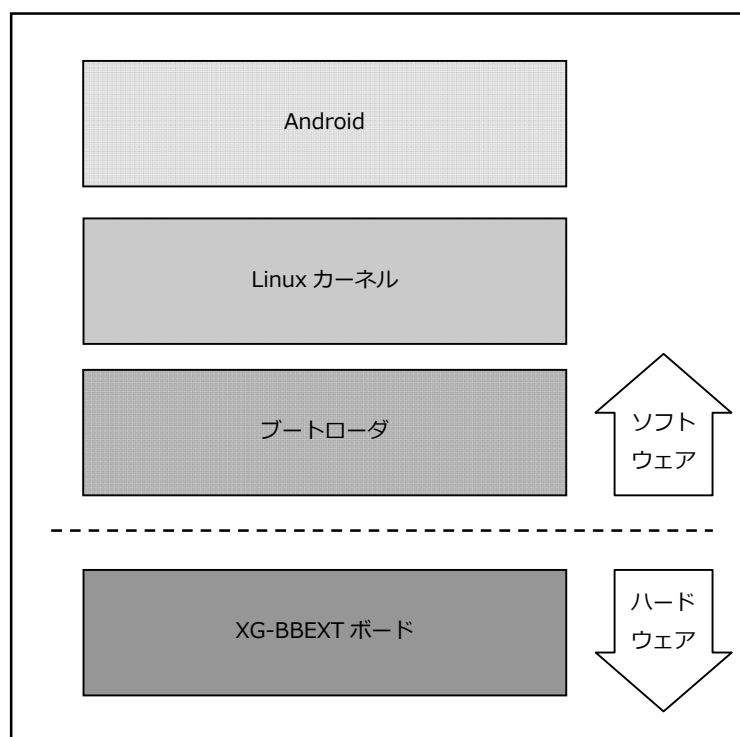 Android
Linux カーネル
ブートローダ
ソフト
ウェア
XG-BBEXT ボード
ハード
ウェア